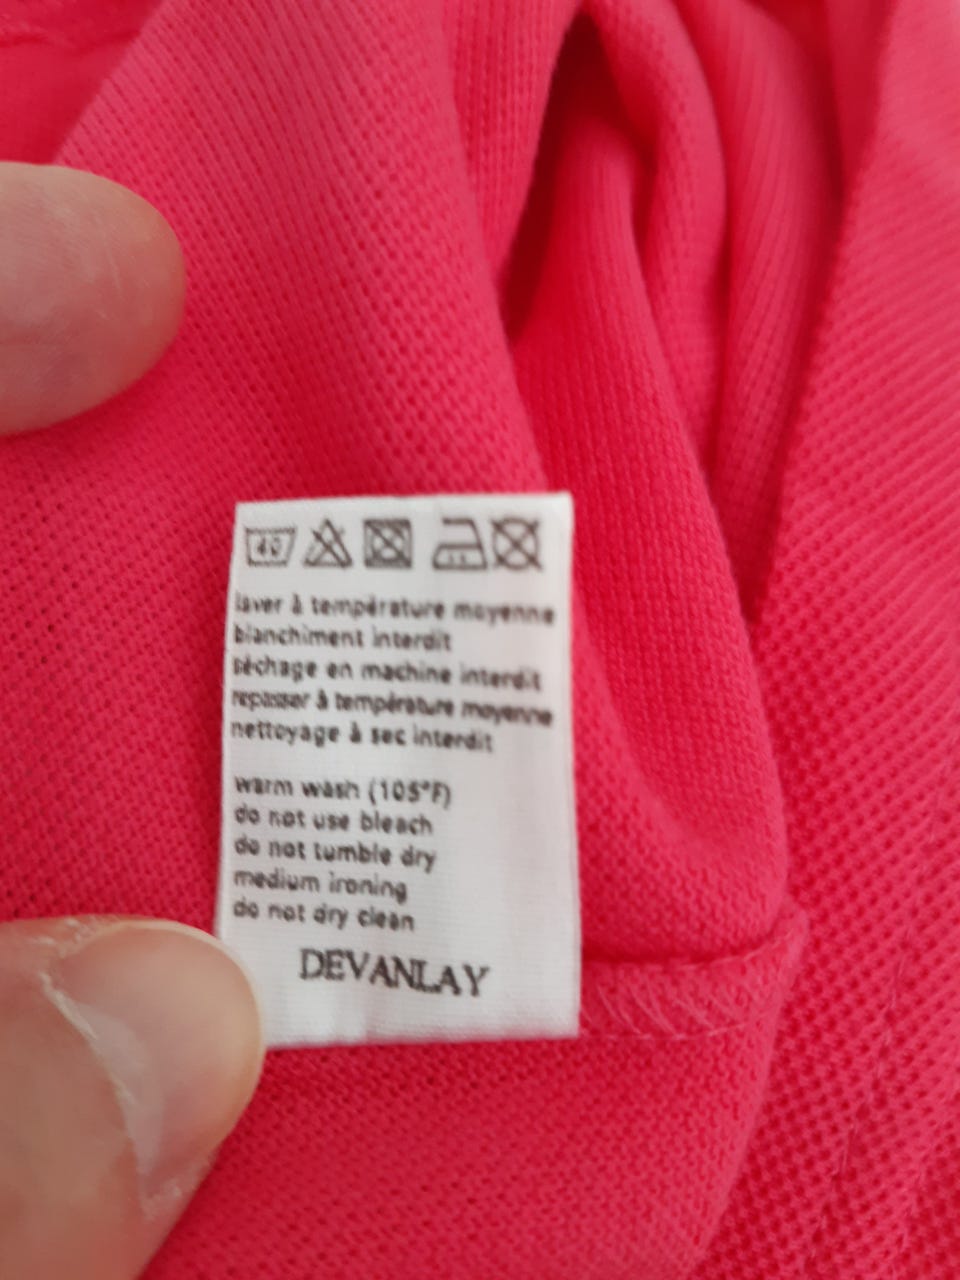 40
laver à température moyenne
blanchiment interdit
séchage en machine interdit
repasser à température moyenne
nettoyage à sec interdit
warm wash (105°F)
do not use bleach
do not tumble dry
medium ironing
do not dry clean
DEVANLAY